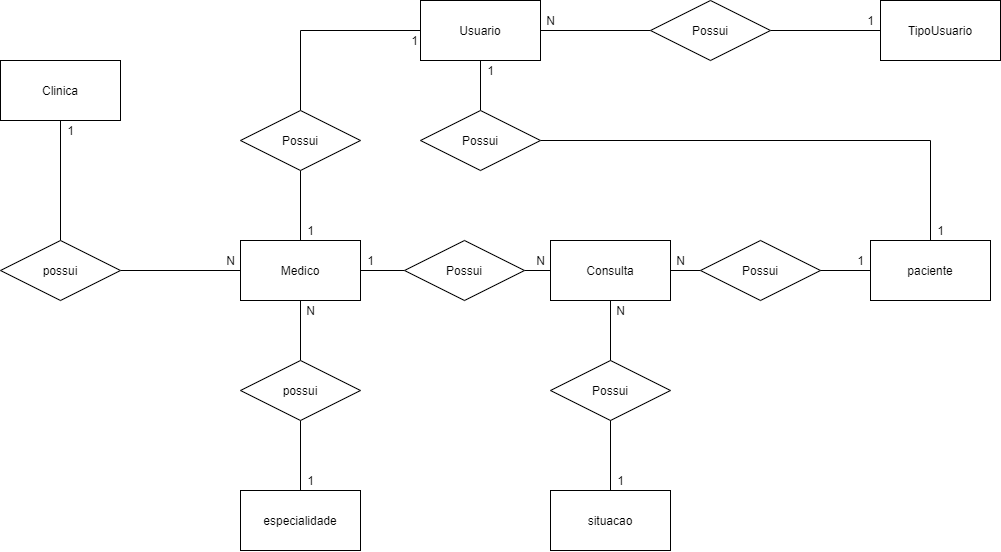 Usuario
N
Possui
1
TipoUsuario
1
1
Clinica
1
Possui
Possui
1
1
possui
N
Medico
1
Possui
N
Consulta
N
Possui
1
paciente
N
N
possui
Possui
1
1
especialidade
situacao